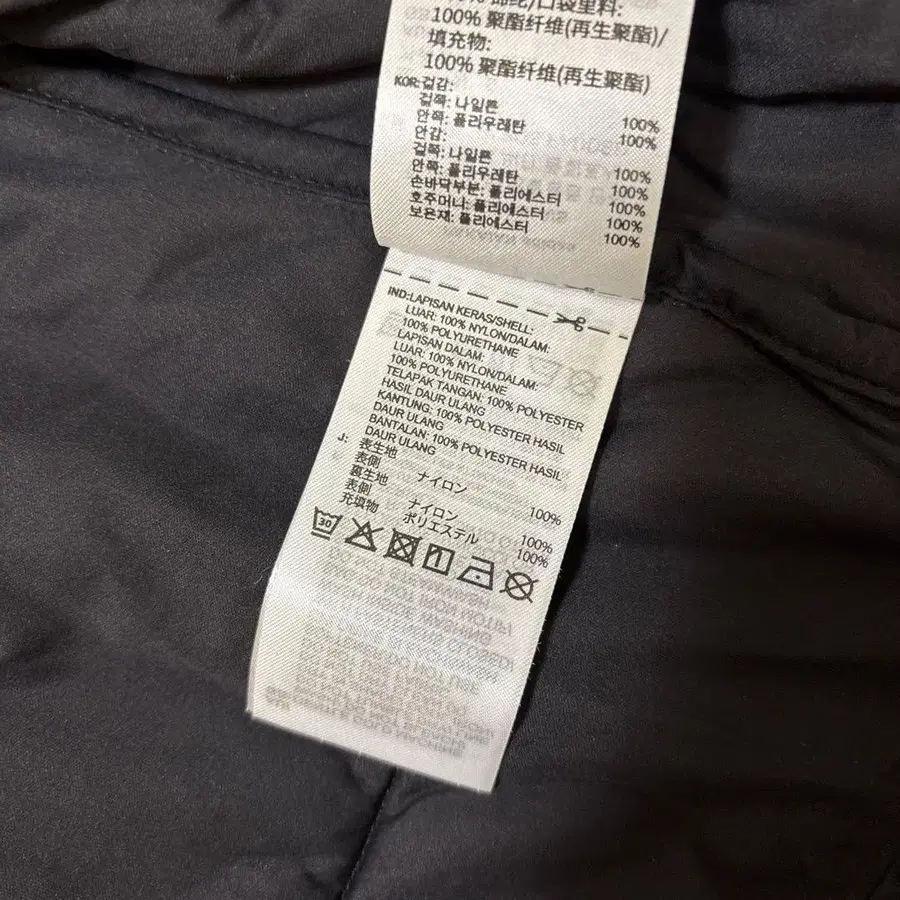 100% 聚酯纤维(再生聚酯)/
填充物:
100% 聚酯纤维(再生聚酯)
KOR: 겉감:
겉쪽: 나일론 100%
안쪽: 폴리우레탄 100%
안감:
겉쪽: 나일론 100%
안쪽: 폴리우레탄 100%
손바닥부분: 폴리에스터 100%
호주머니: 폴리에스터 100%
보온재: 폴리에스터 100%
IND:LAPISAN KERAS/SHELL:
LUAR: 100% NYLON/DALAM:
100% POLYURETHANE
LAPISAN DALAM:
LUAR: 100% NYLON/DALAM:
100% POLYURETHANE
TELAPAK TANGAN: 100% POLYESTER
HASIL DAUR ULANG
KANTUNG: 100% POLYESTER HASIL
DAUR ULANG
BANTALAN: 100% POLYESTER HASIL
DAUR ULANG
J: 表生地
表側 ナイロン 100%
裏生地
表側 ナイロン 100%
充填物 ポリエステル 100%
30